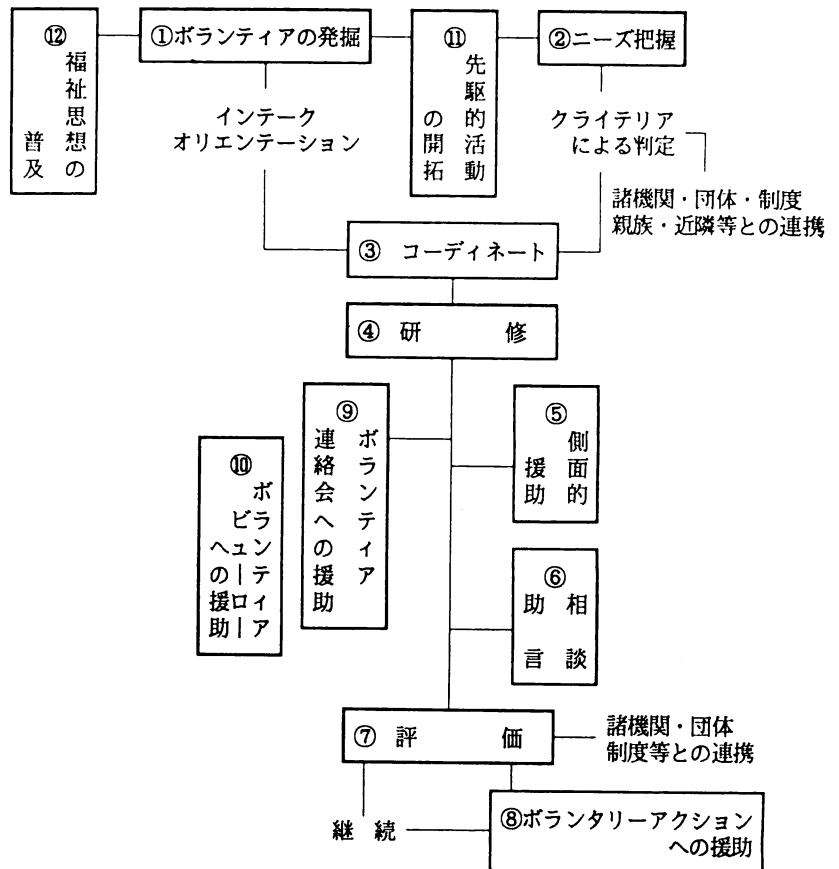 ⑫
福祉思想の
普及
①ボランティアの発掘
⑪
先駆的活動
の開拓
②ニーズ把握
インテーク
オリエンテーション
クライテリア
による判定
諸機関・団体・制度
親族・近隣等との連携
③ コーディネート
④ 研修
⑨
ボランティア
連絡会への援助
⑩
ボランティア
ビューロー
への援助
⑤
側面的
援助
⑥
相談
助言
⑦ 評価
諸機関・団体
制度等との連携
継続
⑧ボランタリーアクション
への援助